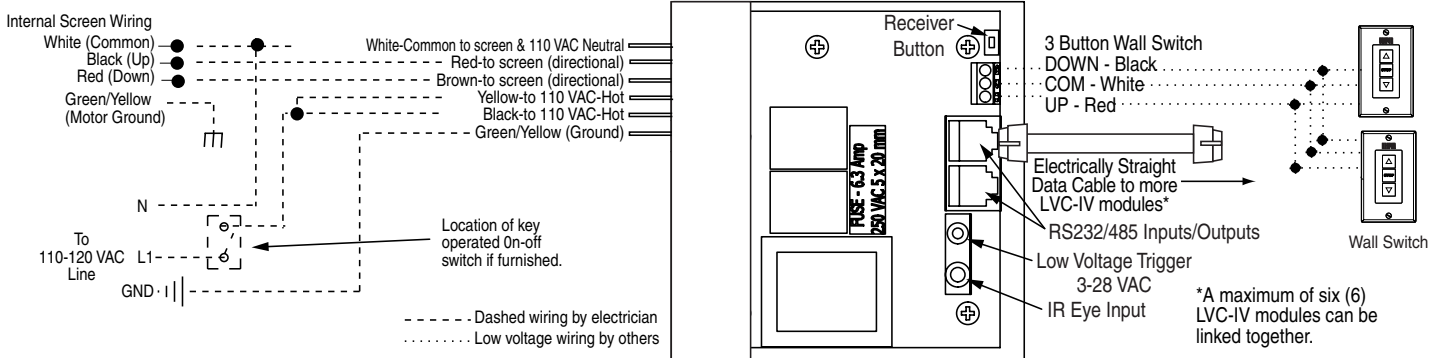 Internal Screen Wiring
White (Common)
Black (Up)
Red (Down)
Green/Yellow
(Motor Ground)
White-Common to screen & 110 VAC Neutral
Red-to screen (directional)
Brown-to screen (directional)
Yellow-to 110 VAC-Hot
Black-to 110 VAC-Hot
Green/Yellow (Ground)
N
To
110-120 VAC
Line
L1
GND
Location of key
operated 0n-off
switch if furnished.
Dashed wiring by electrician
Low voltage wiring by others
FUSE - 6.3 Amp
250 VAC 5 x 20 mm
Receiver
Button
3 Button Wall Switch
DOWN - Black
COM - White
UP - Red
Electrically Straight
Data Cable to more
LVC-IV modules*
RS232/485 Inputs/Outputs
Low Voltage Trigger
3-28 VAC
IR Eye Input
Wall Switch
*A maximum of six (6)
LVC-IV modules can be
linked together.